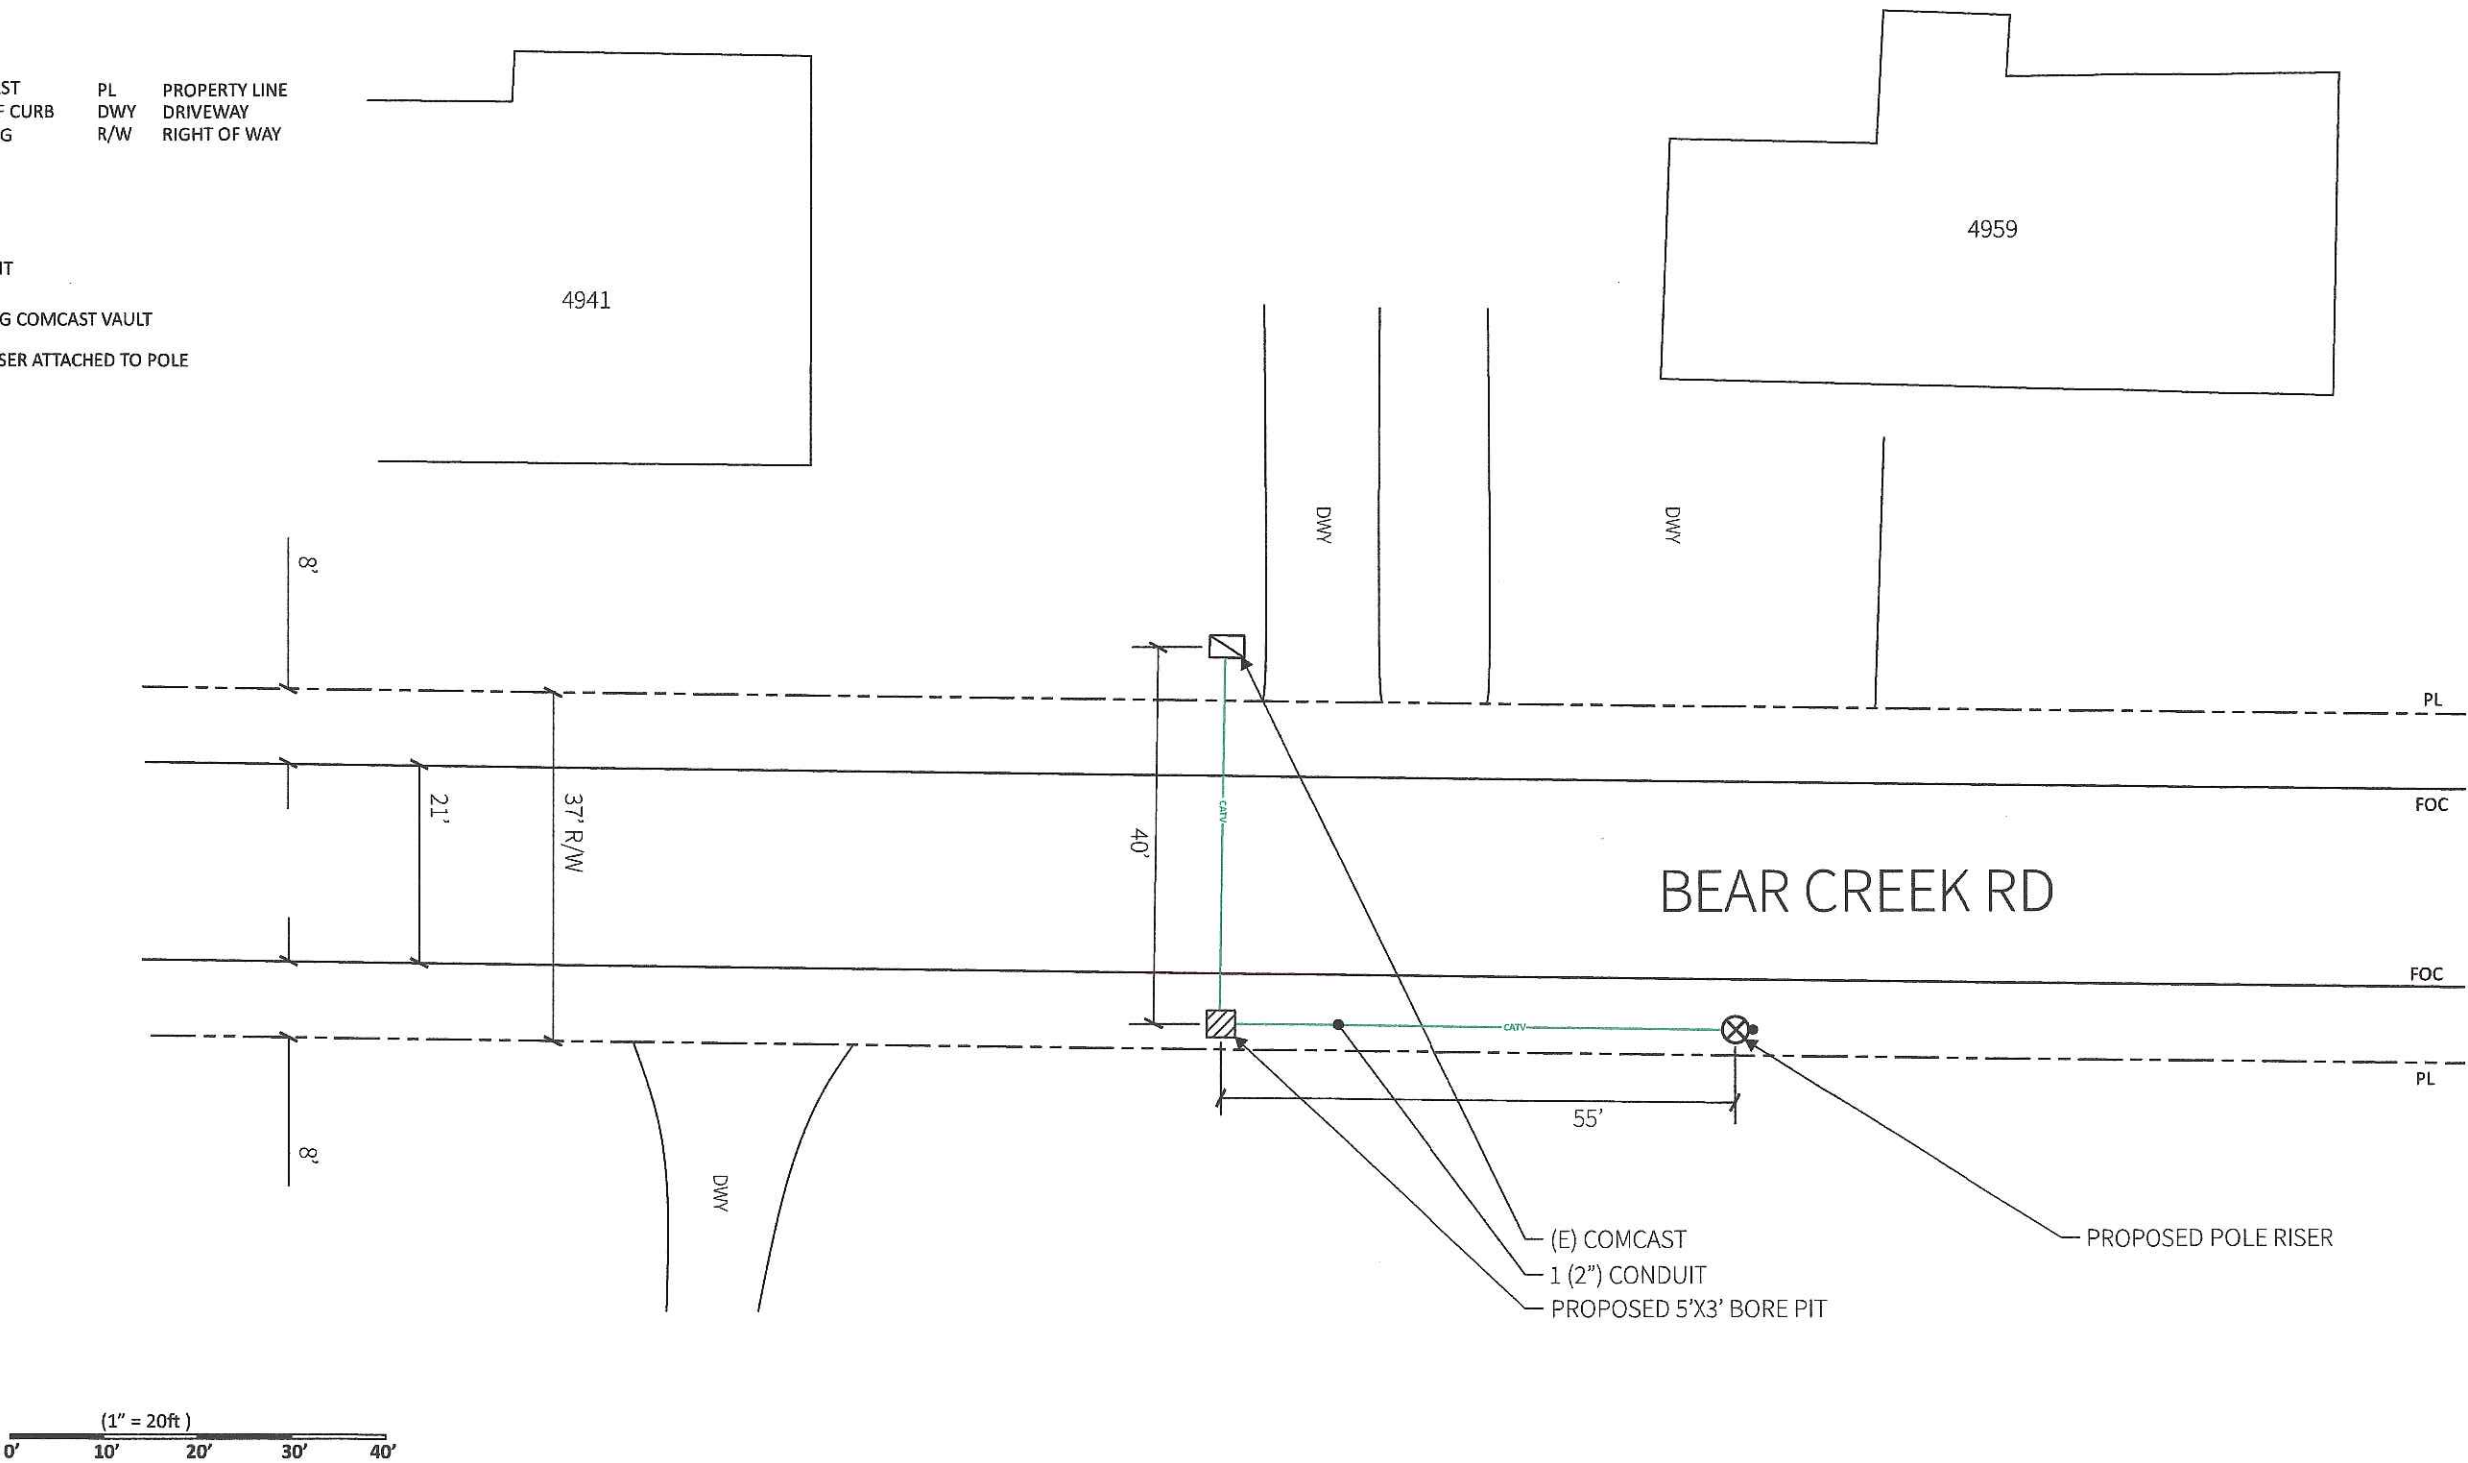 ST PL PROPERTY LINE
F CURB DWY DRIVEWAY
G R/W RIGHT OF WAY
IT
G COMCAST VAULT
SER ATTACHED TO POLE
4941
4959
DWY
DWY
8'
PL
FOC
21'
37' R/W
40'
CATV
BEAR CREEK RD
FOC
CATV
PL
55'
8'
DWY
(E) COMCAST
1 (2") CONDUIT
PROPOSED 5'X3' BORE PIT
PROPOSED POLE RISER
(1" = 20ft )
0' 10' 20' 30' 40'